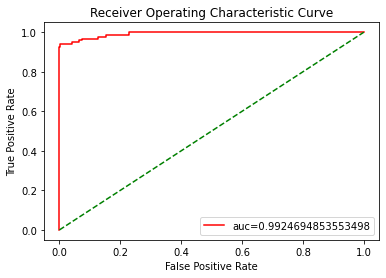 Receiver Operating Characteristic Curve
True Positive Rate
1.0
0.8
0.6
0.4
0.2
0.0
auc=0.9924694853553498
0.0 0.2 0.4 0.6 0.8 1.0
False Positive Rate